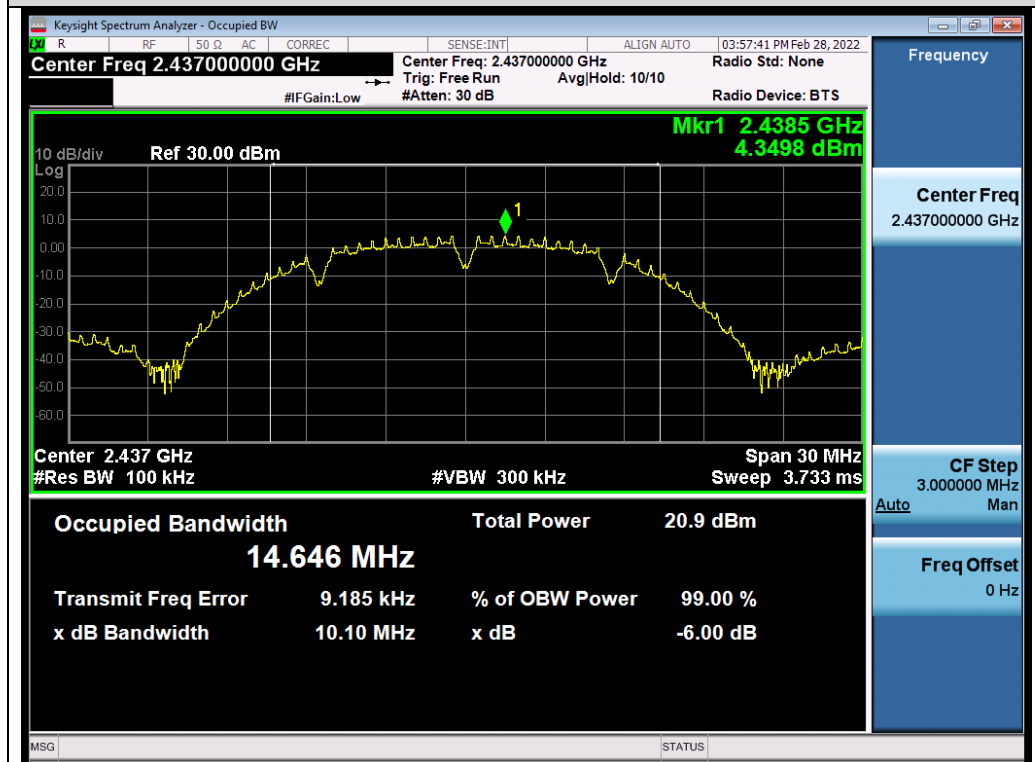 Keysight Spectrum Analyzer - Occupied BW
LXI R RF 50 Ω AC CORREC SENSE:INT ALIGN AUTO 03:57:41 PM Feb 28, 2022
Center Freq 2.437000000 GHz
Center Freq: 2.437000000 GHz Radio Std: None
Trig: Free Run Avg|Hold: 10/10
#IFGain:Low #Atten: 30 dB Radio Device: BTS
Frequency
Mkr1 2.4385 GHz
4.3498 dBm
10 dB/div Ref 30.00 dBm
Log
20.0
10.0
0.00
-10.0
-20.0
-30.0
-40.0
-50.0
-60.0
1
Center 2.437 GHz Span 30 MHz
#Res BW 100 kHz #VBW 300 kHz Sweep 3.733 ms
Occupied Bandwidth Total Power 20.9 dBm
14.646 MHz
Transmit Freq Error 9.185 kHz % of OBW Power 99.00 %
x dB Bandwidth 10.10 MHz x dB -6.00 dB
Center Freq
2.437000000 GHz
CF Step
3.000000 MHz
Auto Man
Freq Offset
0 Hz
MSG STATUS